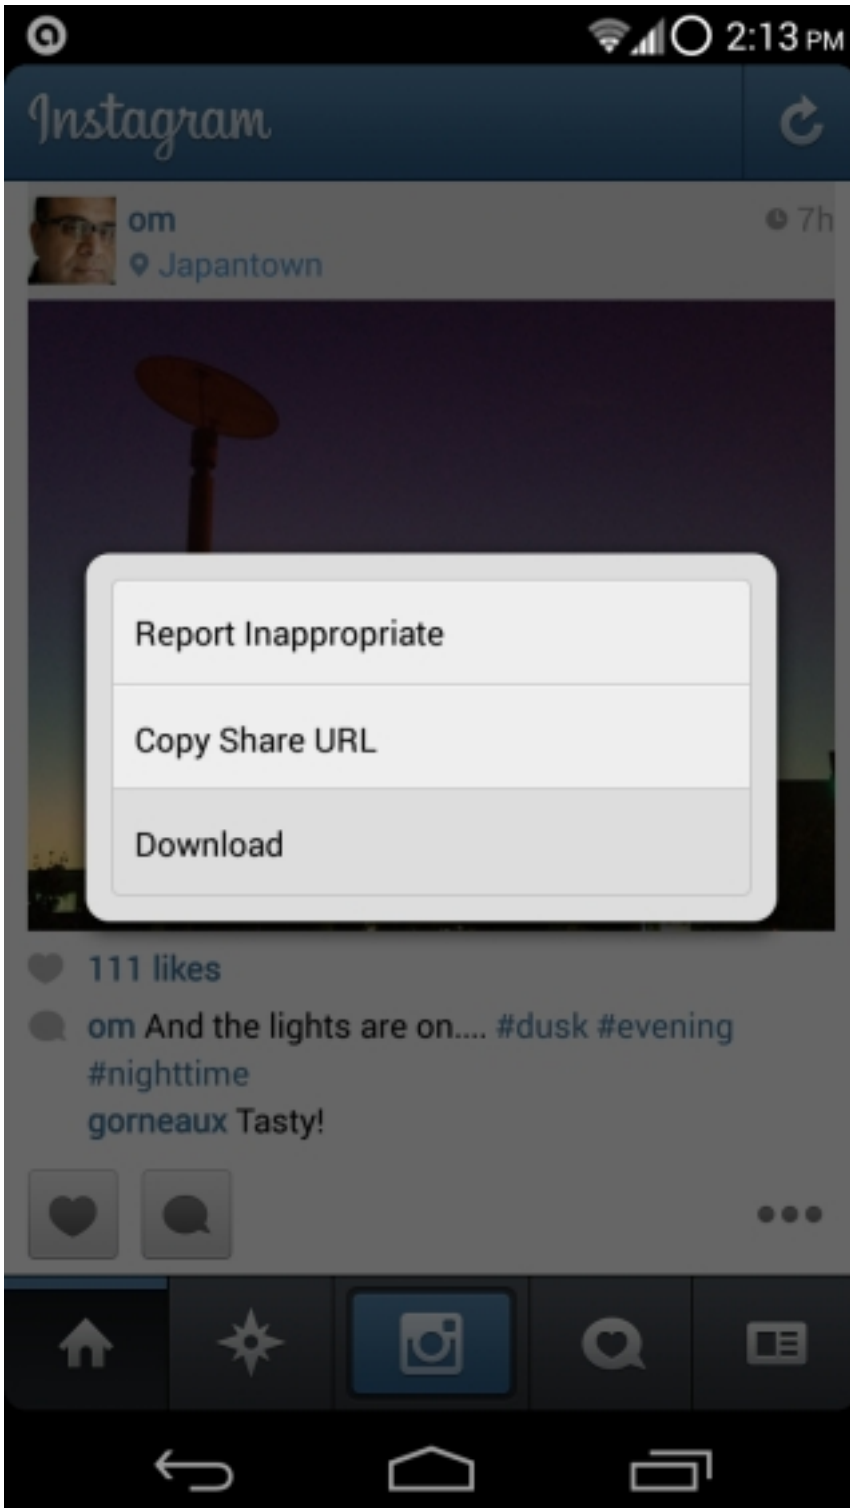 2:13 PM
Instagram
om
7h
Japantown
Report Inappropriate
Copy Share URL
Download
111 likes
om And the lights are on.... #dusk #evening
#nighttime
gorneaux Tasty!